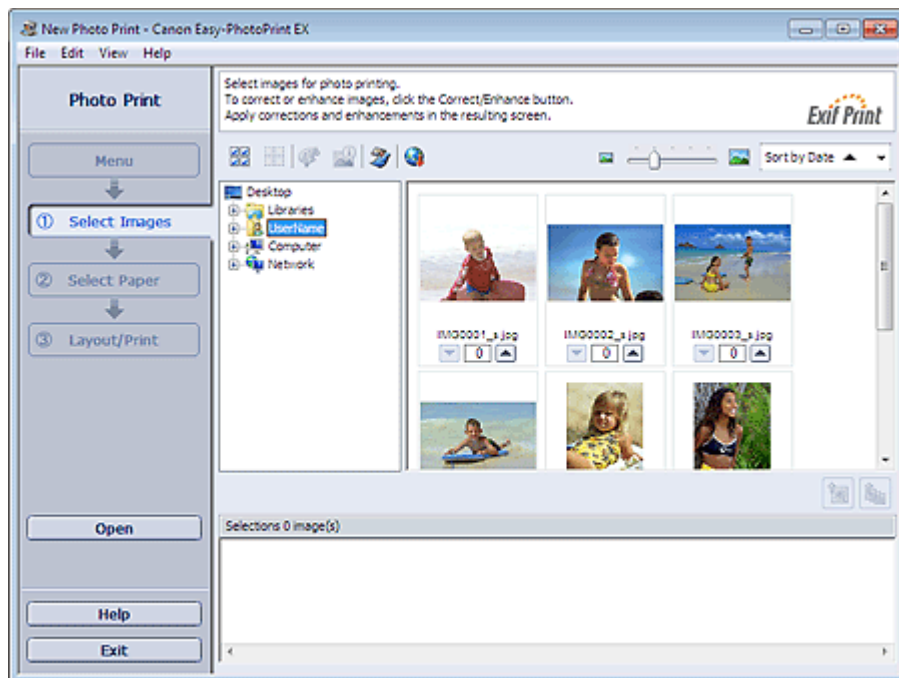 New Photo Print - Canon Easy-PhotoPrint EX
File Edit View Help
Photo Print
Select images for photo printing.
To correct or enhance images, click the Correct/Enhance button.
Apply corrections and enhancements in the resulting screen.
Exif Print
Menu
Sort by Date
① Select Images
② Select Paper
③ Layout/Print
Desktop
Libraries
UserName
Computer
Network
IMG0001_s.jpg IMG0002_s.jpg IMG0003_s.jpg
0 0 0
Open
Selections 0 image(s)
Help
Exit